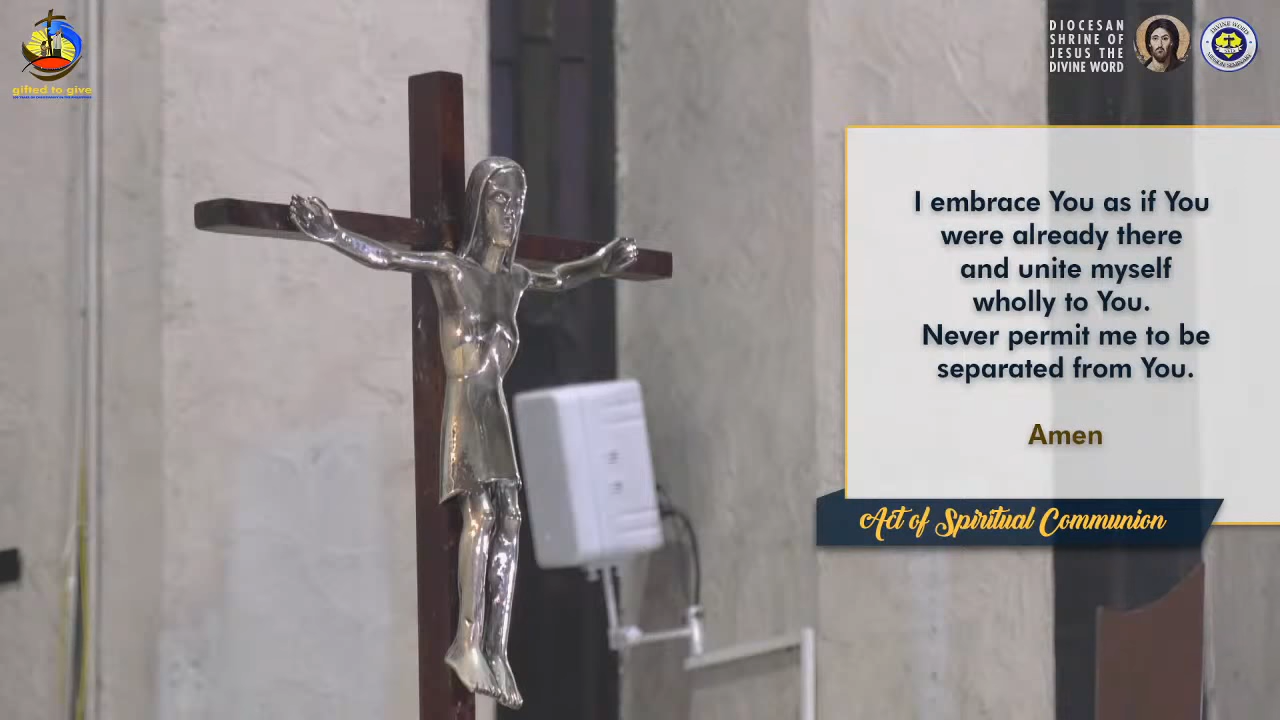 gifted to give
DIOCESAN
SHRINE OF
JESUS THE
DIVINE WORD
I embrace You as if You
were already there
and unite myself
wholly to You.
Never permit me to be
separated from You.
Amen
Act of Spiritual Communion